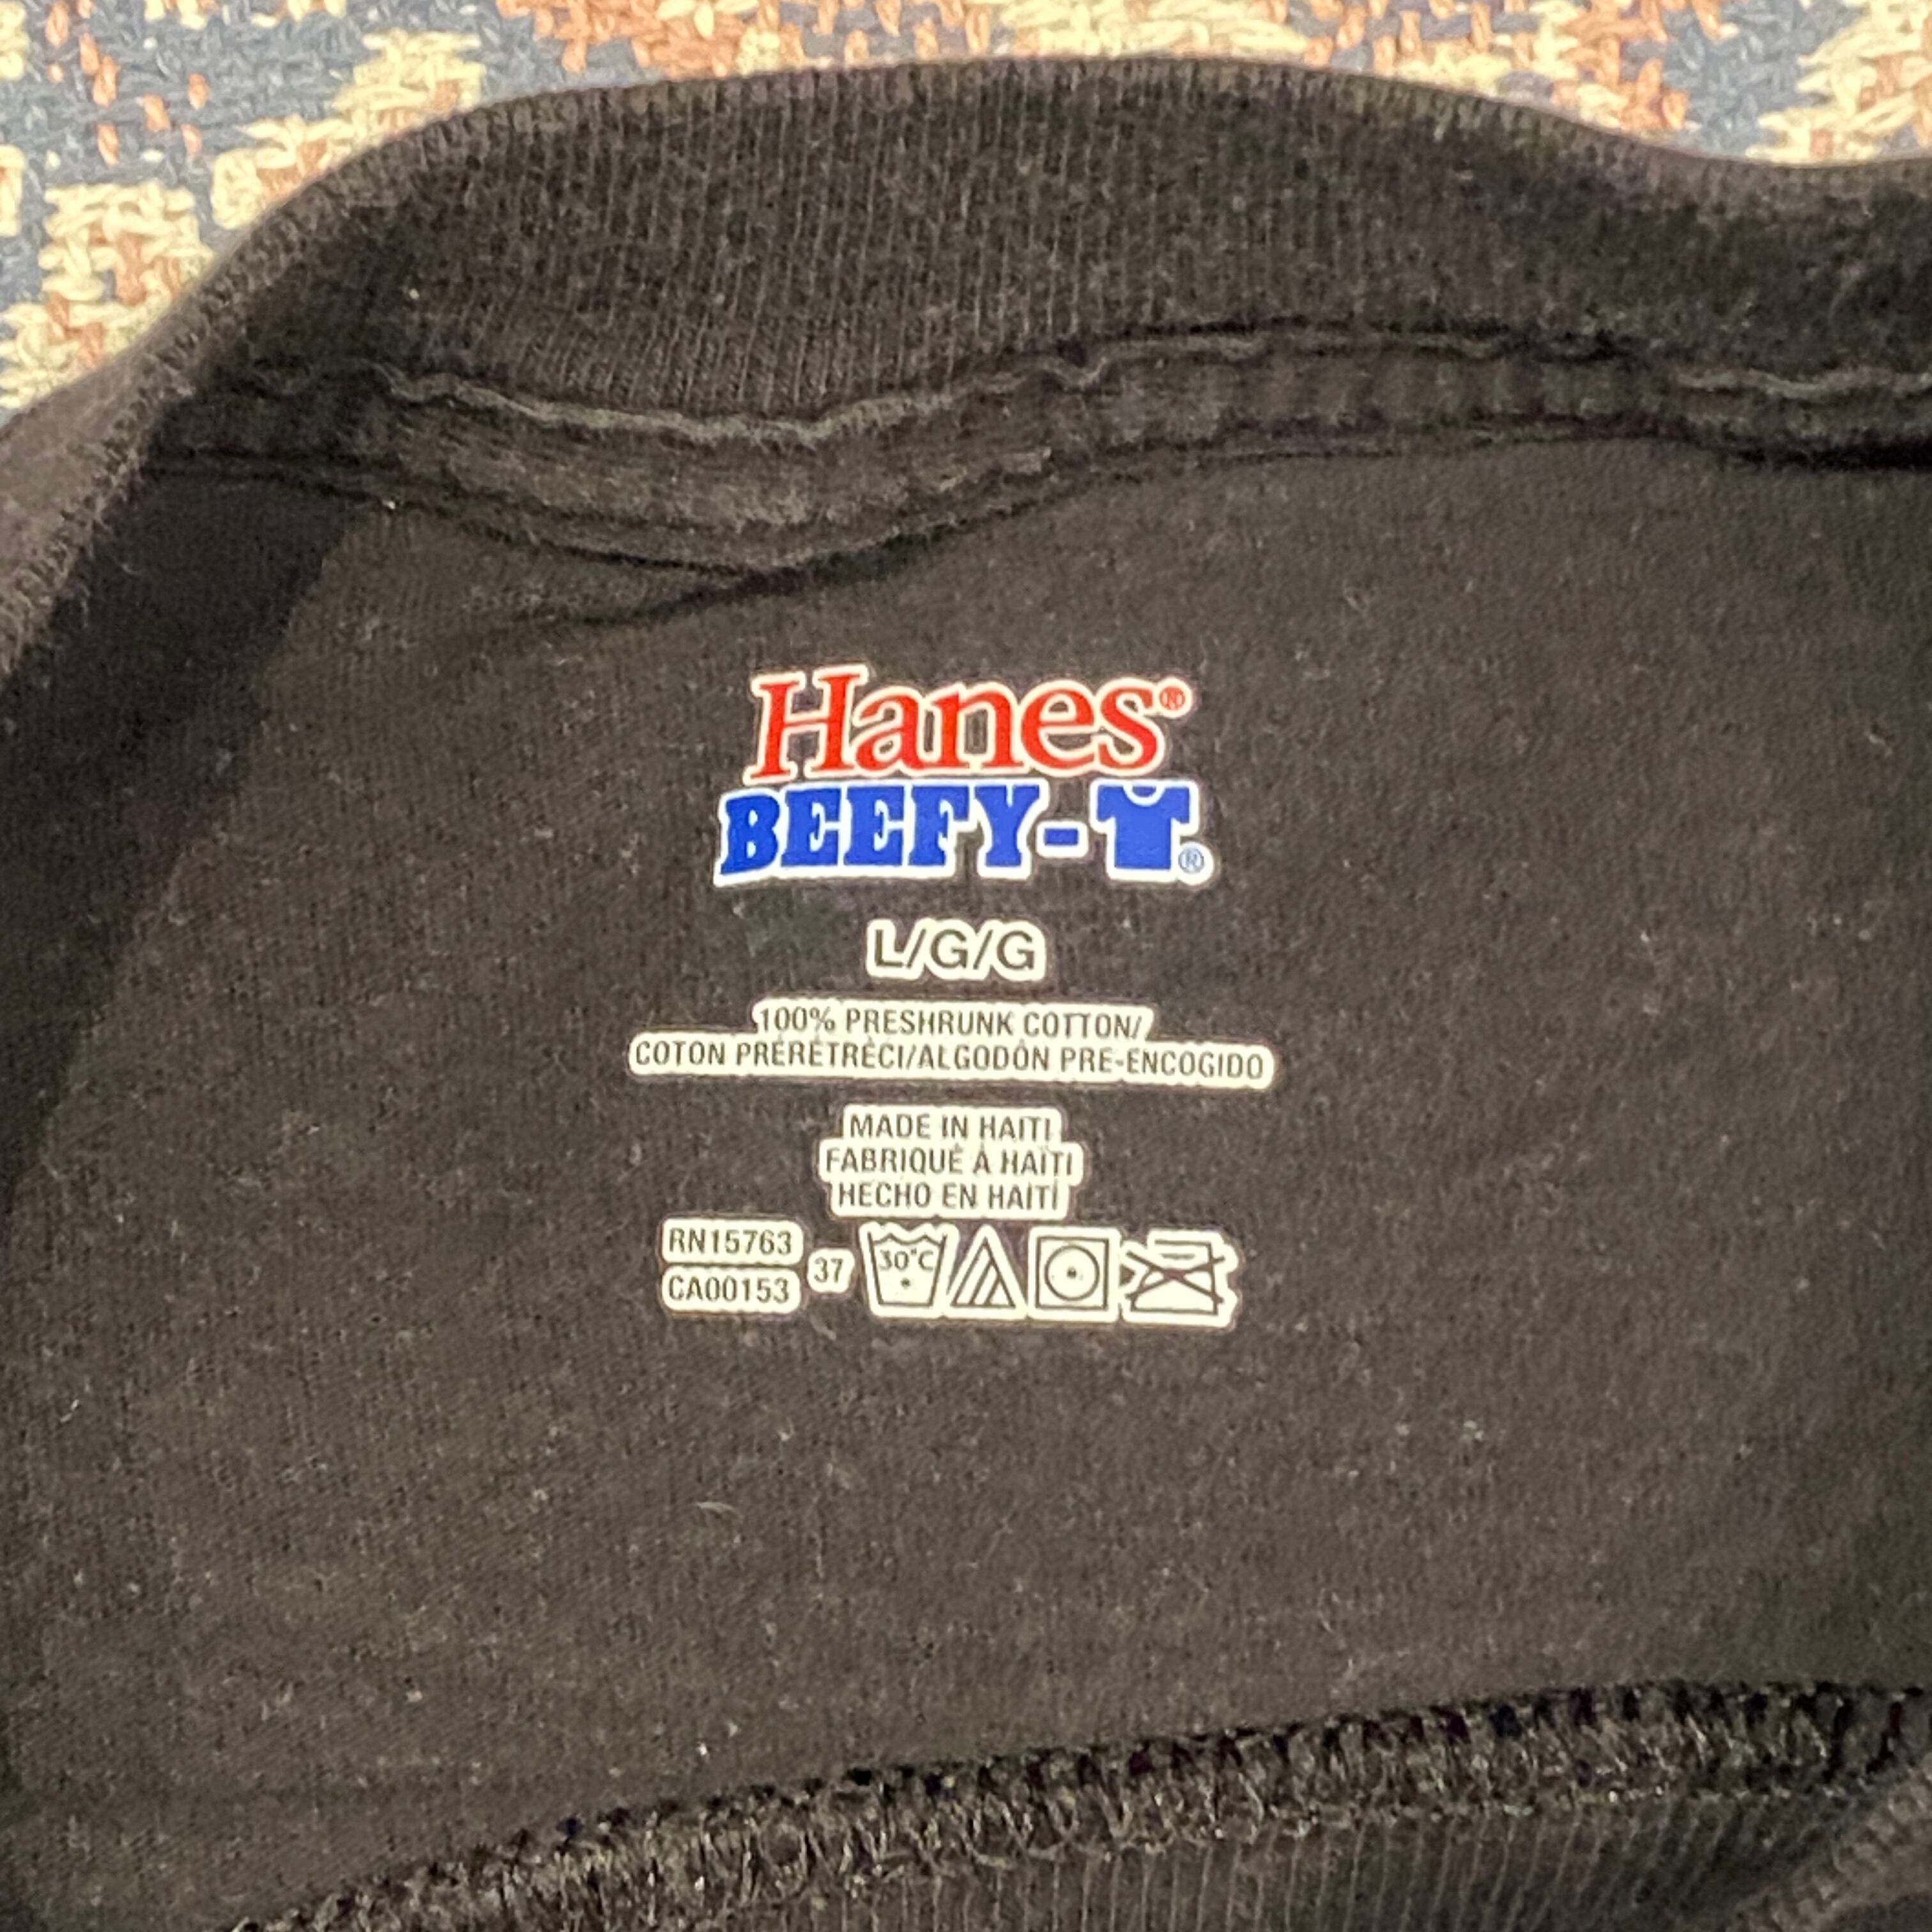 Hanes®
BEEFY-T®
L/G/G
100% PRESHRUNK COTTON/
COTON PRÉRÉTRÉCI/ALGODÓN PRE-ENCOGIDO
MADE IN HAITI
FABRIQUÉ À HAÏTI
HECHO EN HAITÍ
RN15763
CA00153
37
30°C